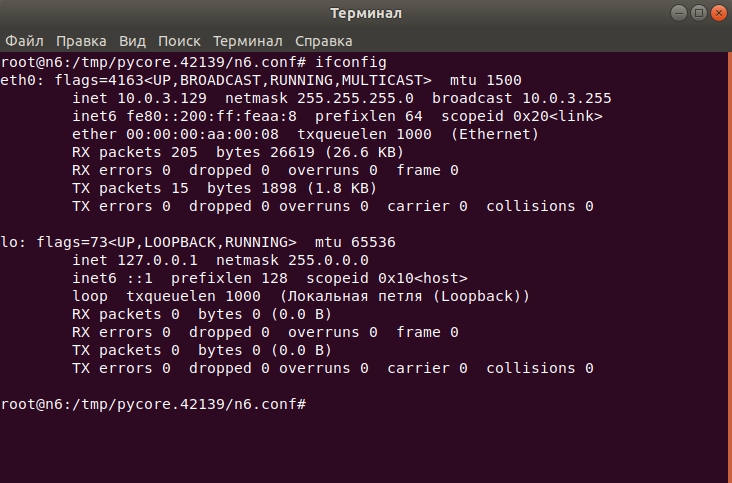 Терминал
Файл Правка Вид Поиск Терминал Справка
root@n6:/tmp/pycore.42139/n6.conf# ifconfig
eth0: flags=4163<UP,BROADCAST,RUNNING,MULTICAST>  mtu 1500
        inet 10.0.3.129  netmask 255.255.255.0  broadcast 10.0.3.255
        inet6 fe80::200:ff:feaa:8  prefixlen 64  scopeid 0x20<link>
        ether 00:00:00:aa:00:08  txqueuelen 1000  (Ethernet)
        RX packets 205  bytes 26619 (26.6 KB)
        RX errors 0  dropped 0  overruns 0  frame 0
        TX packets 15  bytes 1898 (1.8 KB)
        TX errors 0  dropped 0 overruns 0  carrier 0  collisions 0

lo: flags=73<UP,LOOPBACK,RUNNING>  mtu 65536
        inet 127.0.0.1  netmask 255.0.0.0
        inet6 ::1  prefixlen 128  scopeid 0x10<host>
        loop  txqueuelen 1000  (Локальная петля (Loopback))
        RX packets 0  bytes 0 (0.0 B)
        RX errors 0  dropped 0  overruns 0  frame 0
        TX packets 0  bytes 0 (0.0 B)
        TX errors 0  dropped 0 overruns 0  carrier 0  collisions 0

root@n6:/tmp/pycore.42139/n6.conf#